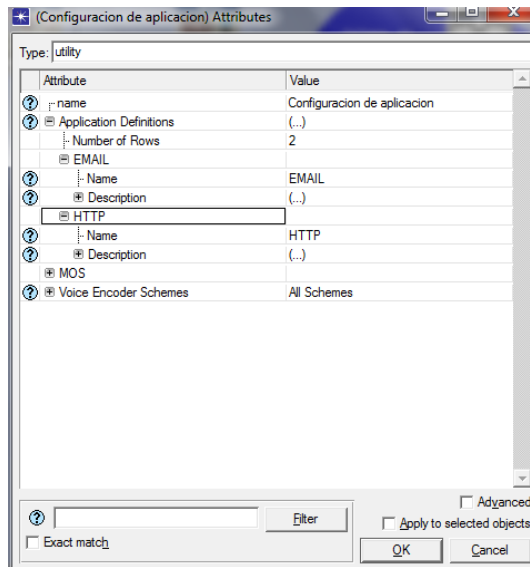 (Configuracion de aplicacion) Attributes
Type: utility
Attribute Value
name Configuracion de aplicacion
Application Definitions (...)
Number of Rows 2
EMAIL
Name EMAIL
Description (...)
HTTP
Name HTTP
Description (...)
MOS
Voice Encoder Schemes All Schemes
Advanced
Filter
Apply to selected objects
Exact match
OK Cancel